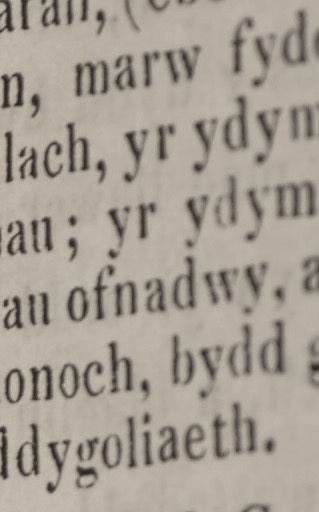 n, marw fyd
lach, yr ydym
au; yr ydym
au ofnadwy, a
onoch, bydd g
ddygoliaeth.